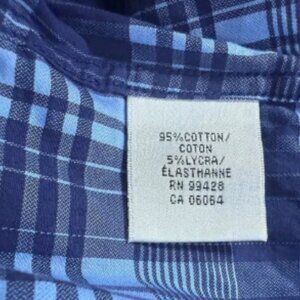 95%COTTON/
COTON
5%LYCRA/
ÉLASTHANNE
RN 99428
CA 06064